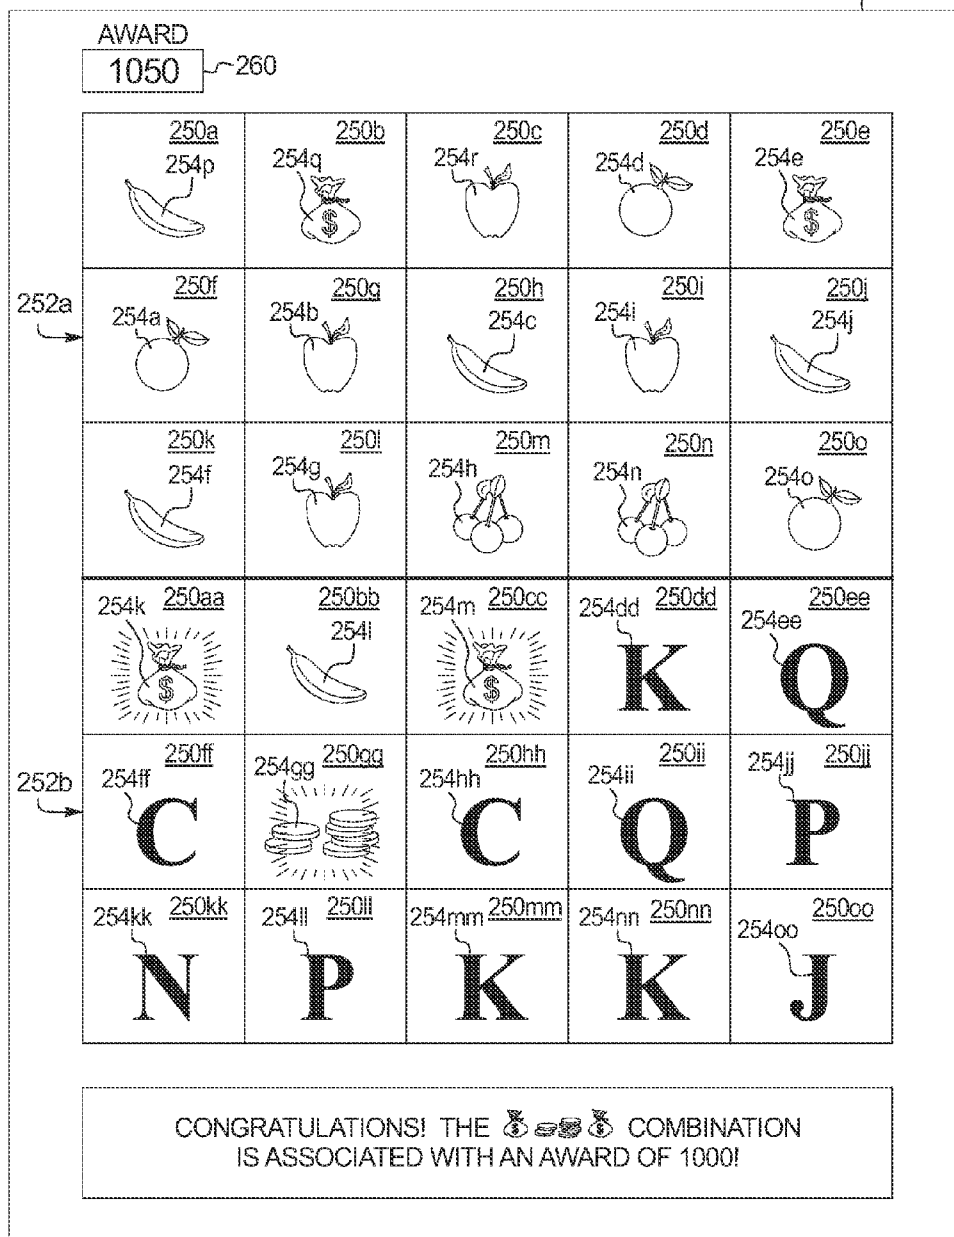 AWARD
1050 260
250a 250b 250c 250d 250e
254p 254q 254r 254d 254e
$ $
252a
250f 250g 250h 250i 250j
254a 254b 254c 254i 254j
250k 250l 250m 250n 250o
254f 254g 254h 254n 254o
254k 250aa 250bb 254m 250cc 254dd 250dd 250ee
254l 254ee
$ $ K Q
252b
254ff 250ff 254gg 250gg 254hh 250hh 254ii 250ii 254jj 250jj
C C Q P
254kk 250kk 254ll 250ll 254mm 250mm 254nn 250nn 254oo 250oo
N P K K J
CONGRATULATIONS! THE $ $ COMBINATION
IS ASSOCIATED WITH AN AWARD OF 1000!